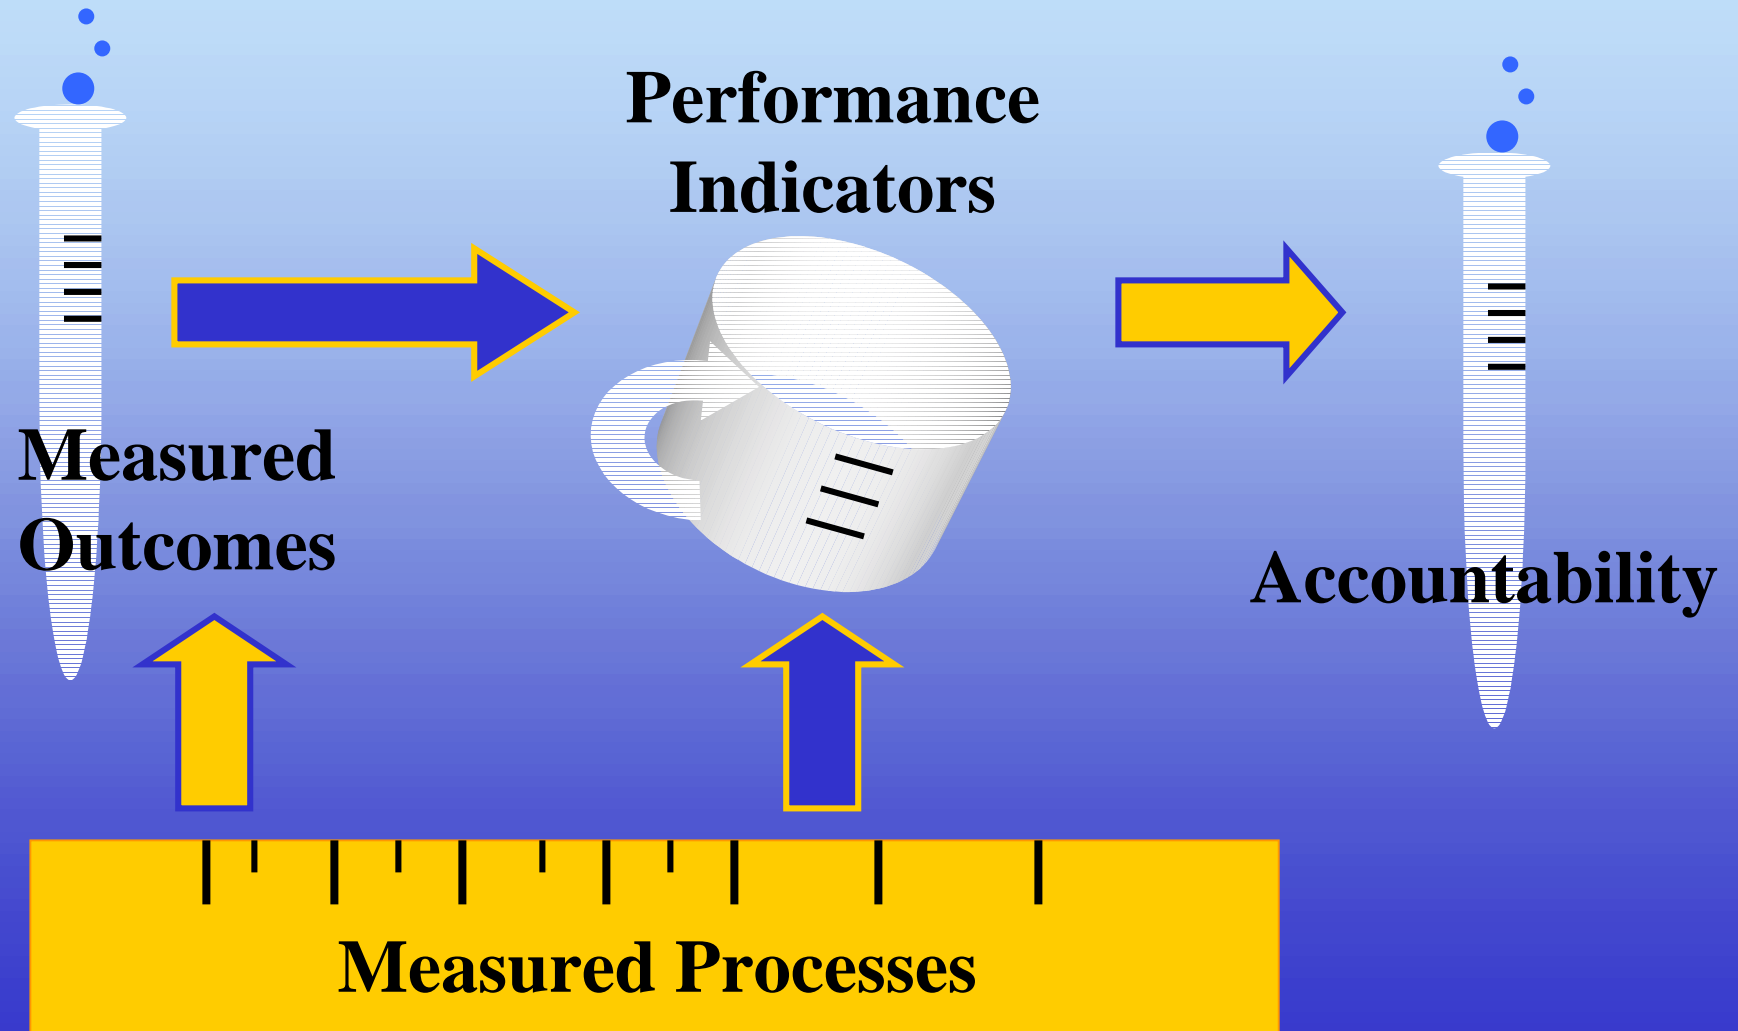 Performance
Indicators
Measured
Outcomes
Accountability
Measured Processes